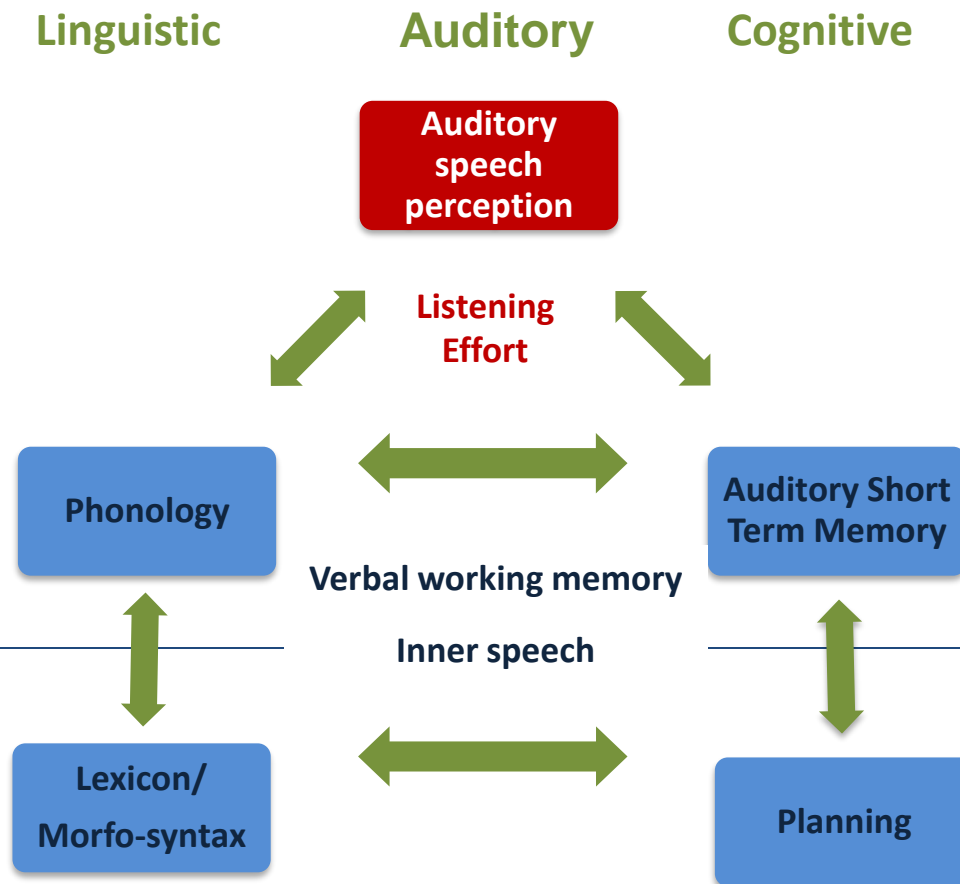 Linguistic
Auditory
Cognitive
Auditory
speech
perception
Listening
Effort
Phonology
Auditory Short
Term Memory
Verbal working memory
Inner speech
Lexicon/
Morfo-syntax
Planning